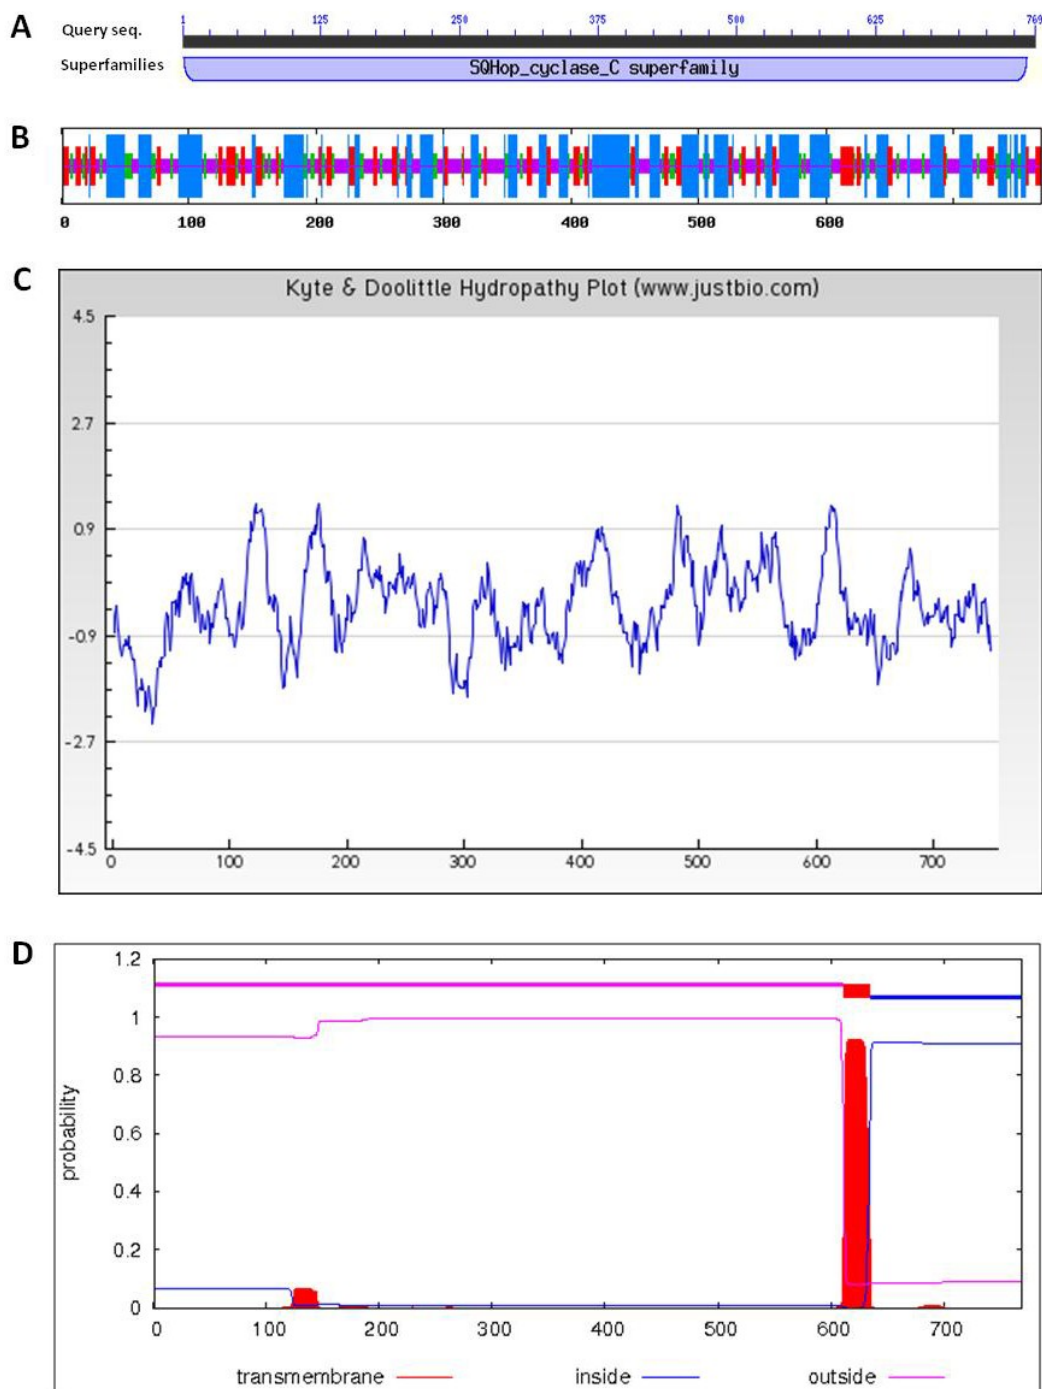 A
Query seq.
1 125 250 375 500 625 769
Superfamilies
SQHop_cyclase_C superfamily
B
0 100 200 300 400 500 600
C
Kyte & Doolittle Hydropathy Plot (www.justbio.com)
4.5
2.7
0.9
-0.9
-2.7
-4.5
0 100 200 300 400 500 600 700
D
probability
1.2
1
0.8
0.6
0.4
0.2
0
0 100 200 300 400 500 600 700
transmembrane inside outside